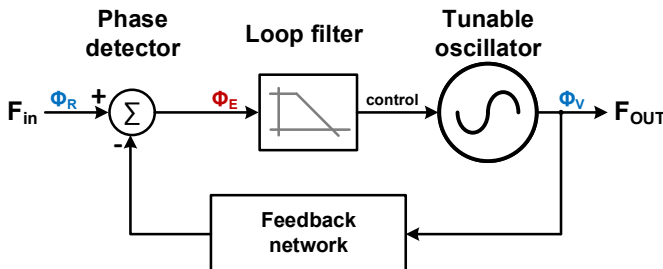 Phase
detector
Loop filter
Tunable
oscillator
F_in
Φ_R
+
Σ
-
Φ_E
control
Φ_V
F_OUT
Feedback
network